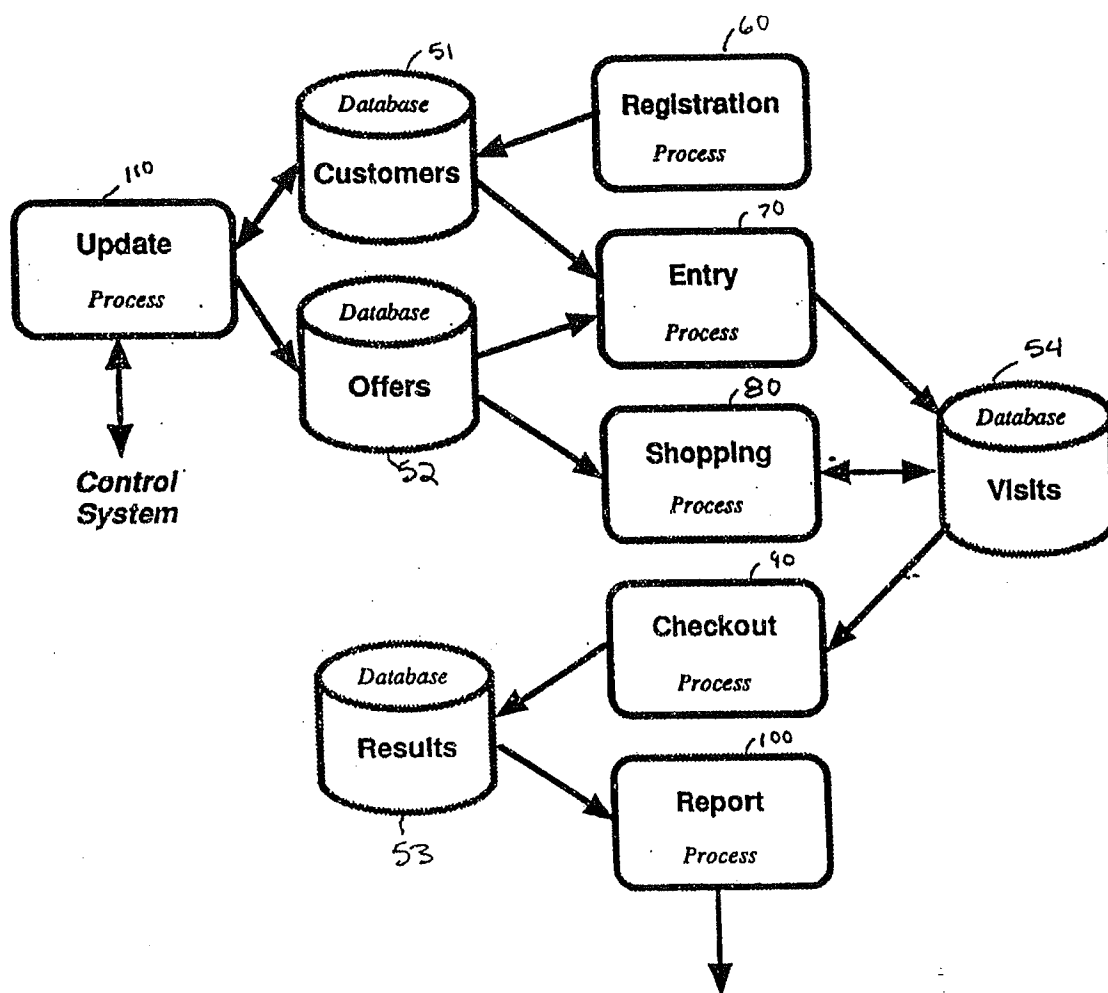 51
Database
Customers
60
Registration
Process
110
Update
Process
70
Entry
Process
Database
Offers
52
Control
System
80
Shopping
Process
54
Database
Visits
90
Checkout
Process
Database
Results
53
100
Report
Process